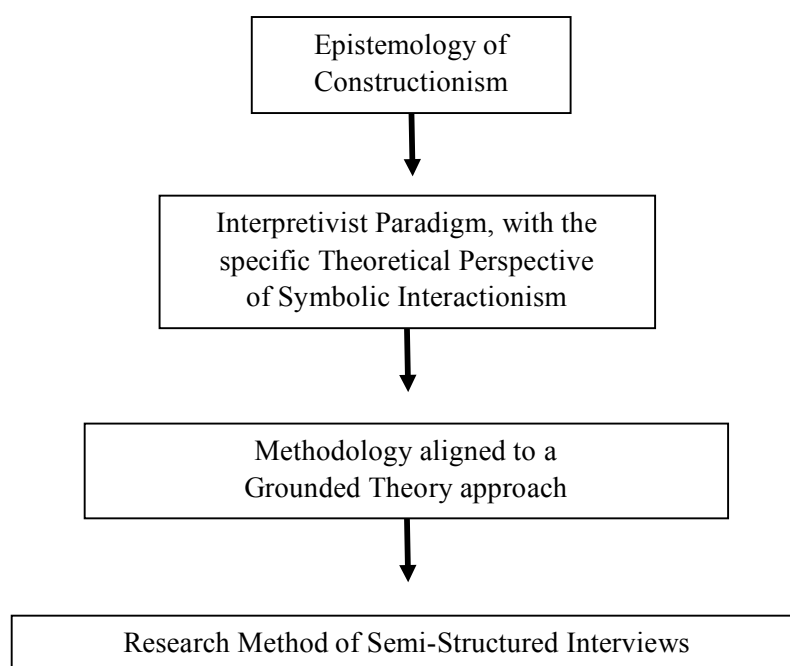 Epistemology of
Constructionism
Interpretivist Paradigm, with the
specific Theoretical Perspective
of Symbolic Interactionism
Methodology aligned to a
Grounded Theory approach
Research Method of Semi-Structured Interviews